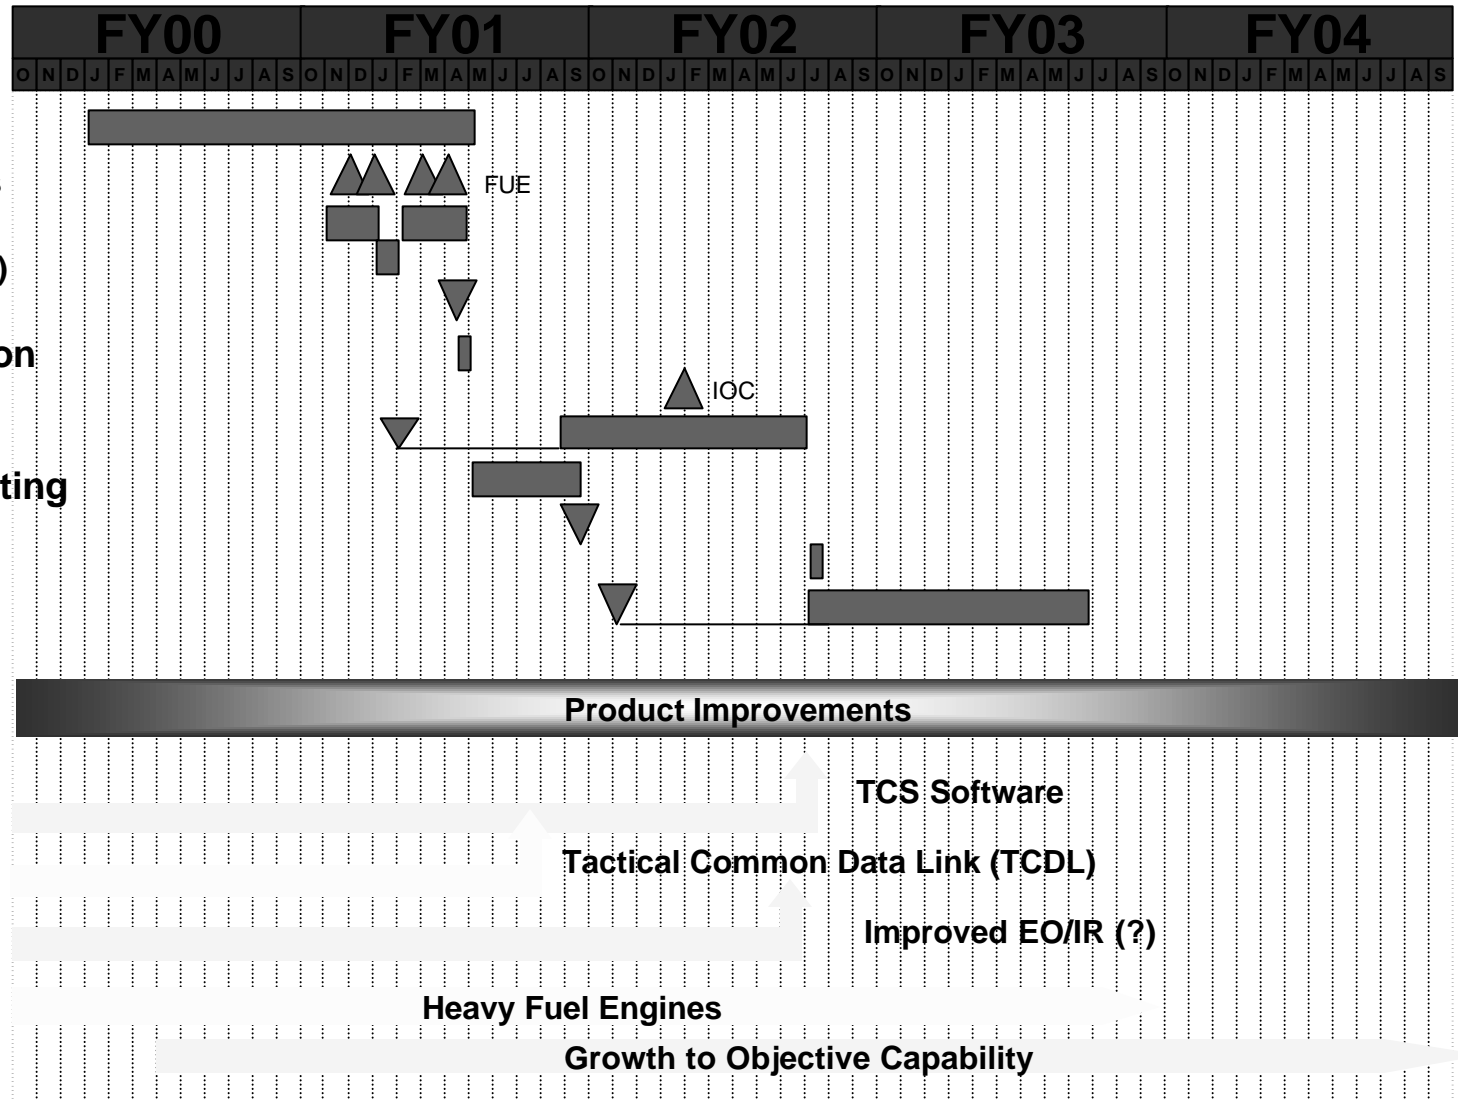 FY00 FY01 FY02 FY03 FY04
O N D J F M A M J J A S O N D J F M A M J J A S O N D J F M A M J J A S O N D J F M A M J J A S O N D J F M A M J J A S
FUE
)
on
IOC
ting
Product Improvements
TCS Software
Tactical Common Data Link (TCDL)
Improved EO/IR (?)
Heavy Fuel Engines
Growth to Objective Capability